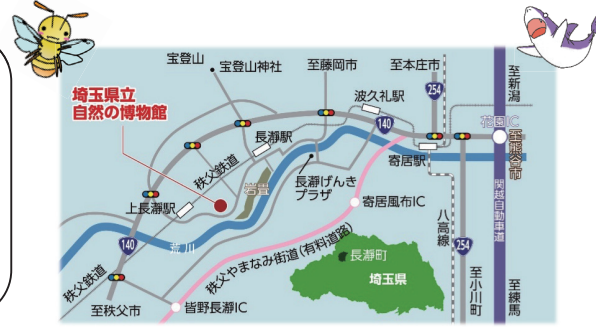 宝登山
宝登山神社
至藤岡市
至本庄市
至新潟
埼玉県立
自然の博物館
波久礼駅
254
140
花園IC
至熊谷市
長瀞駅
寄居駅
秩父鉄道
岩畳
長瀞げんき
プラザ
関越自動車道
上長瀞駅
寄居風布IC
八高線
140
荒川
秩父やまなみ街道(有料道路)
254
長瀞町
埼玉県
秩父鉄道
至秩父市
皆野長瀞IC
至小川町
至練馬